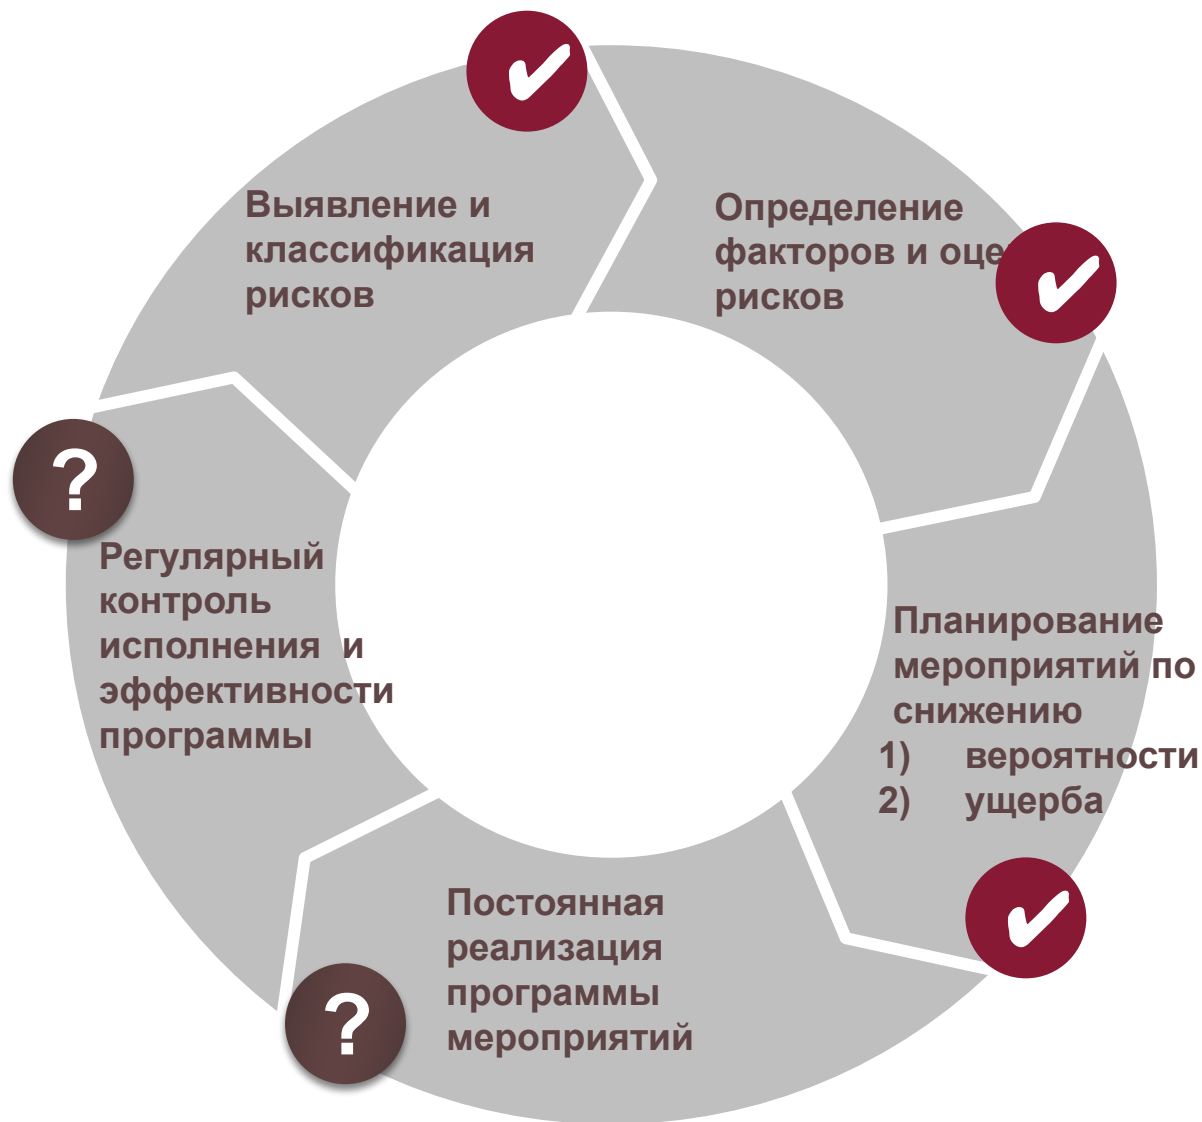 Выявление и
классификация
рисков
Определение
факторов и
рисков
Планирование
мероприятий по
снижению
1) вероятности
2) ущерба
Постоянная
реализация
программы
мероприятий
?
Регулярный
контроль
исполнения и
эффективности
программы
?